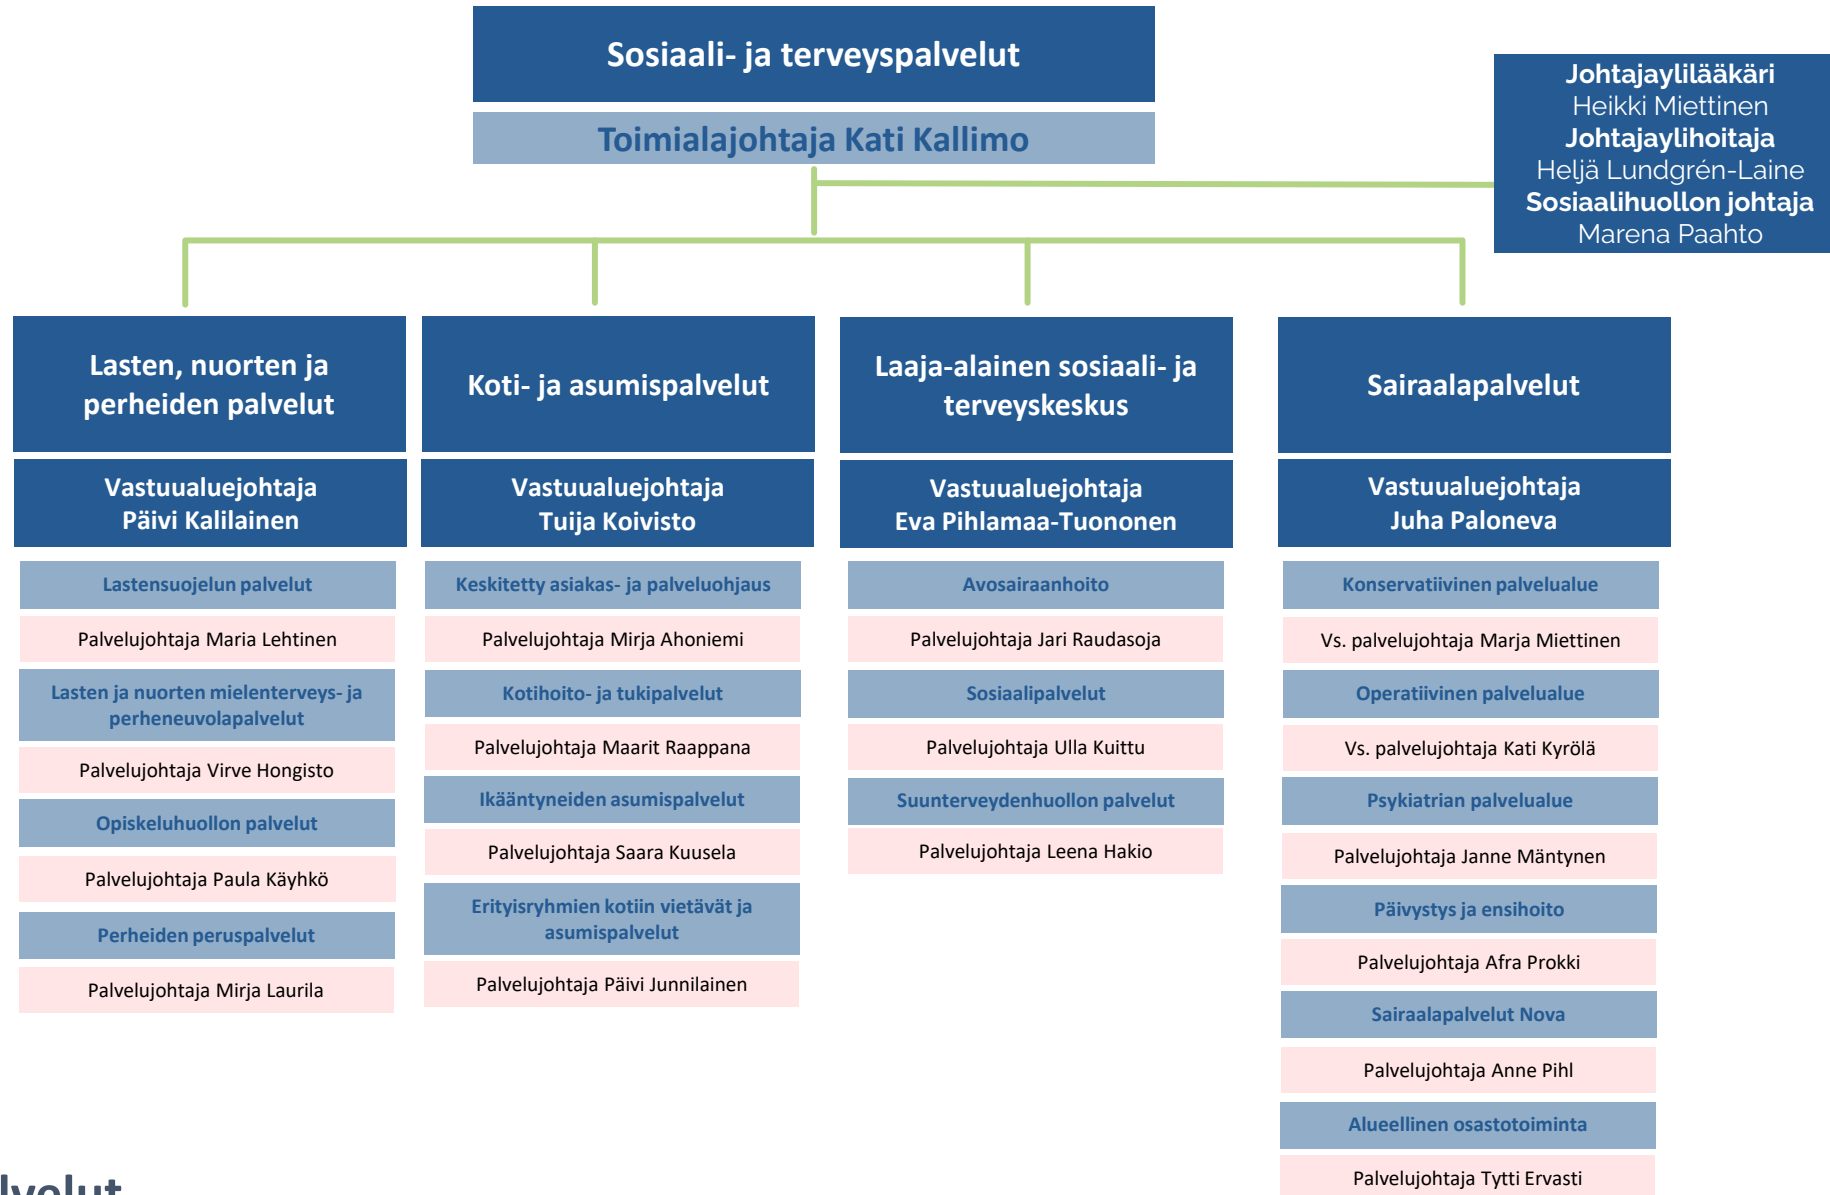 Sosiaali- ja terveyspalvelut
Toimialajohtaja Kati Kallimo
Johtajaylilääkäri
Heikki Miettinen
Johtajaylihoitaja
Heljä Lundgrén-Laine
Sosiaalihuollon johtaja
Marena Paahto
Lasten, nuorten ja
perheiden palvelut
Vastuualuejohtaja
Päivi Kalilainen
Lastensuojelun palvelut
Palvelujohtaja Maria Lehtinen
Lasten ja nuorten mielenterveys- ja
perheneuvolapalvelut
Palvelujohtaja Virve Hongisto
Opiskeluhuollon palvelut
Palvelujohtaja Paula Käyhkö
Perheiden peruspalvelut
Palvelujohtaja Mirja Laurila
Koti- ja asumispalvelut
Vastuualuejohtaja
Tuija Koivisto
Keskitetty asiakas- ja palveluohjaus
Palvelujohtaja Mirja Ahoniemi
Kotihoito- ja tukipalvelut
Palvelujohtaja Maarit Raappana
Ikääntyneiden asumispalvelut
Palvelujohtaja Saara Kuusela
Erityisryhmien kotiin vietävät ja
asumispalvelut
Palvelujohtaja Päivi Junnilainen
Laaja-alainen sosiaali- ja
terveyskeskus
Vastuualuejohtaja
Eva Pihlamaa-Tuononen
Avosairaanhoito
Palvelujohtaja Jari Raudasoja
Sosiaalipalvelut
Palvelujohtaja Ulla Kuittu
Suunterveydenhuollon palvelut
Palvelujohtaja Leena Hakio
Sairaalapalvelut
Vastuualuejohtaja
Juha Paloneva
Konservatiivinen palvelualue
Vs. palvelujohtaja Marja Miettinen
Operatiivinen palvelualue
Vs. palvelujohtaja Kati Kyrölä
Psykiatrian palvelualue
Palvelujohtaja Janne Mäntynen
Päivystys ja ensihoito
Palvelujohtaja Afra Prokki
Sairaalapalvelut Nova
Palvelujohtaja Anne Pihl
Alueellinen osastotoiminta
Palvelujohtaja Tytti Ervasti